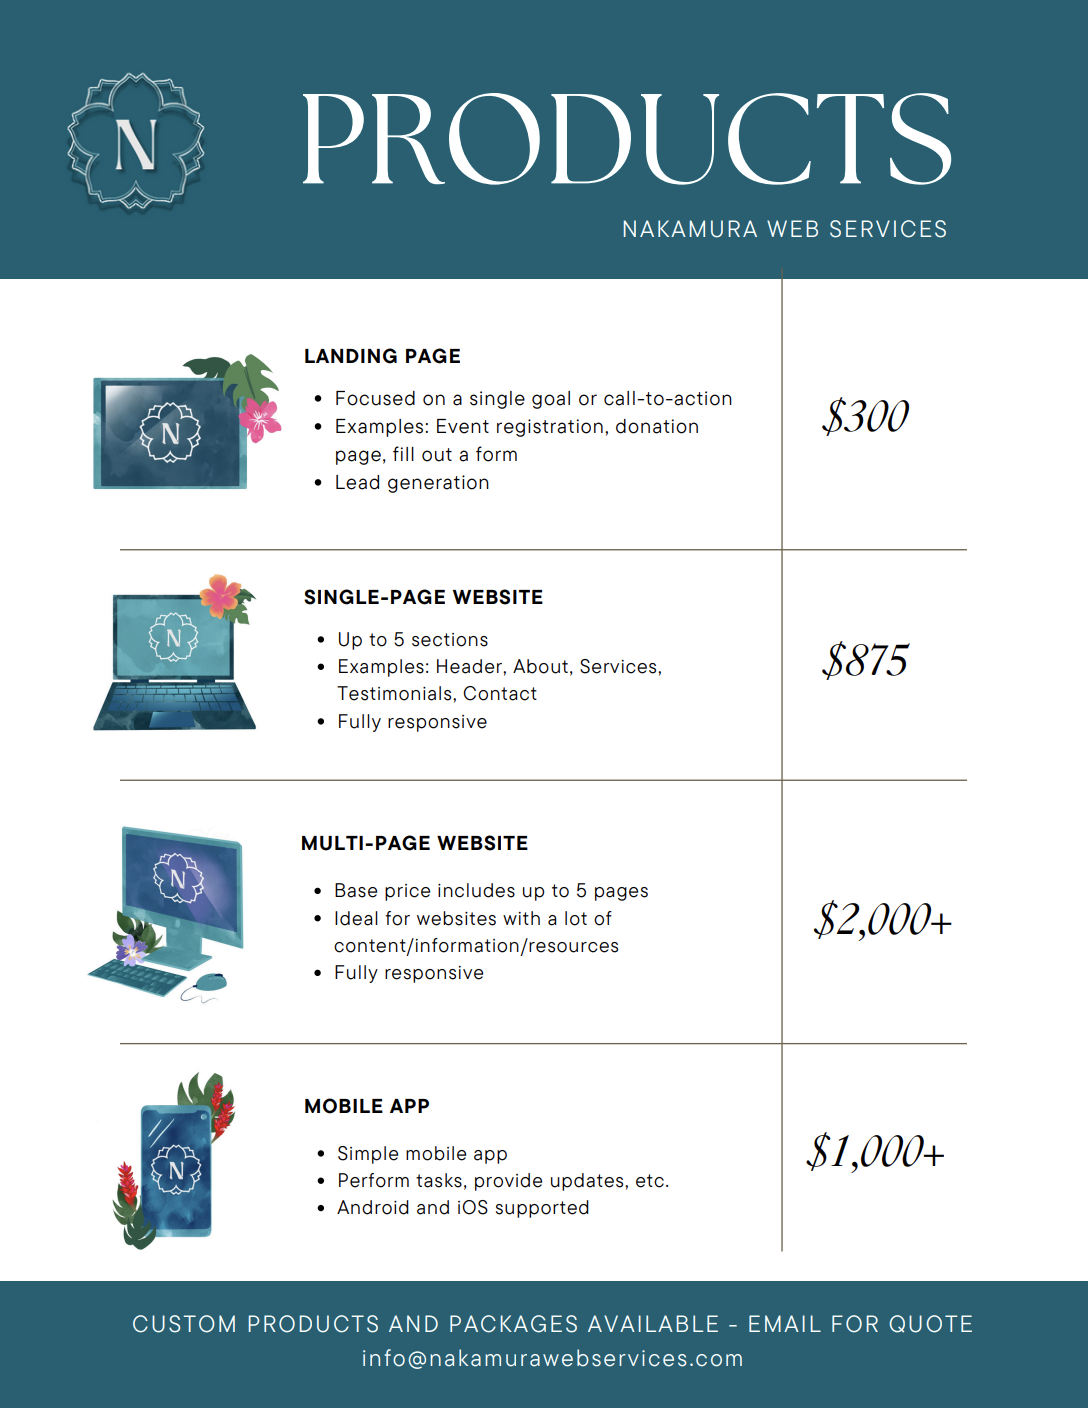 N
PRODUCTS
NAKAMURA WEB SERVICES
LANDING PAGE
• Focused on a single goal or call-to-action
• Examples: Event registration, donation
page, fill out a form
• Lead generation
$300
N
SINGLE-PAGE WEBSITE
• Up to 5 sections
• Examples: Header, About, Services,
Testimonials, Contact
• Fully responsive
$875
N
MULTI-PAGE WEBSITE
• Base price includes up to 5 pages
• Ideal for websites with a lot of
content/information/resources
• Fully responsive
$2,000+
N
MOBILE APP
• Simple mobile app
• Perform tasks, provide updates, etc.
• Android and iOS supported
$1,000+
N
CUSTOM PRODUCTS AND PACKAGES AVAILABLE - EMAIL FOR QUOTE
info@nakamurawebservices.com